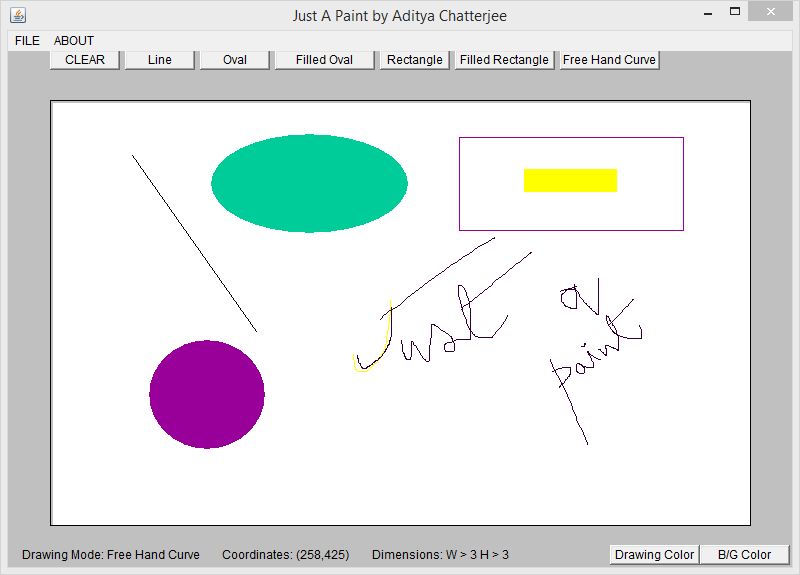 Just A Paint by Aditya Chatterjee
FILE ABOUT
CLEAR Line Oval Filled Oval Rectangle Filled Rectangle Free Hand Curve
Just a
paint
Drawing Mode: Free Hand Curve Coordinates: (258,425) Dimensions: W > 3 H > 3 Drawing Color B/G Color